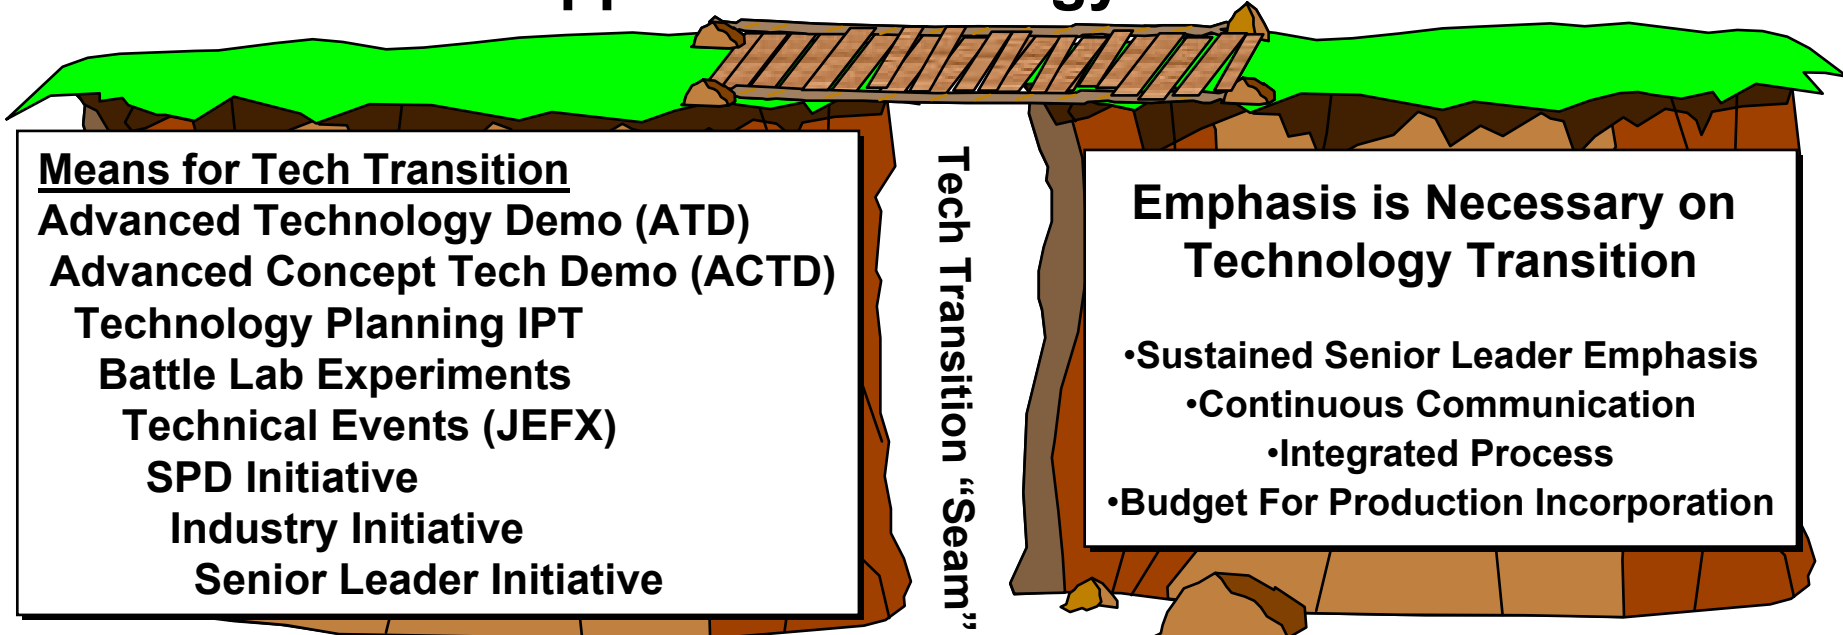 Means for Tech Transition
Advanced Technology Demo (ATD)
Advanced Concept Tech Demo (ACTD)
Technology Planning IPT
Battle Lab Experiments
Technical Events (JEFX)
SPD Initiative
Industry Initiative
Senior Leader Initiative
Tech Transition “Seam”
Emphasis is Necessary on
Technology Transition
•Sustained Senior Leader Emphasis
•Continuous Communication
•Integrated Process
•Budget For Production Incorporation